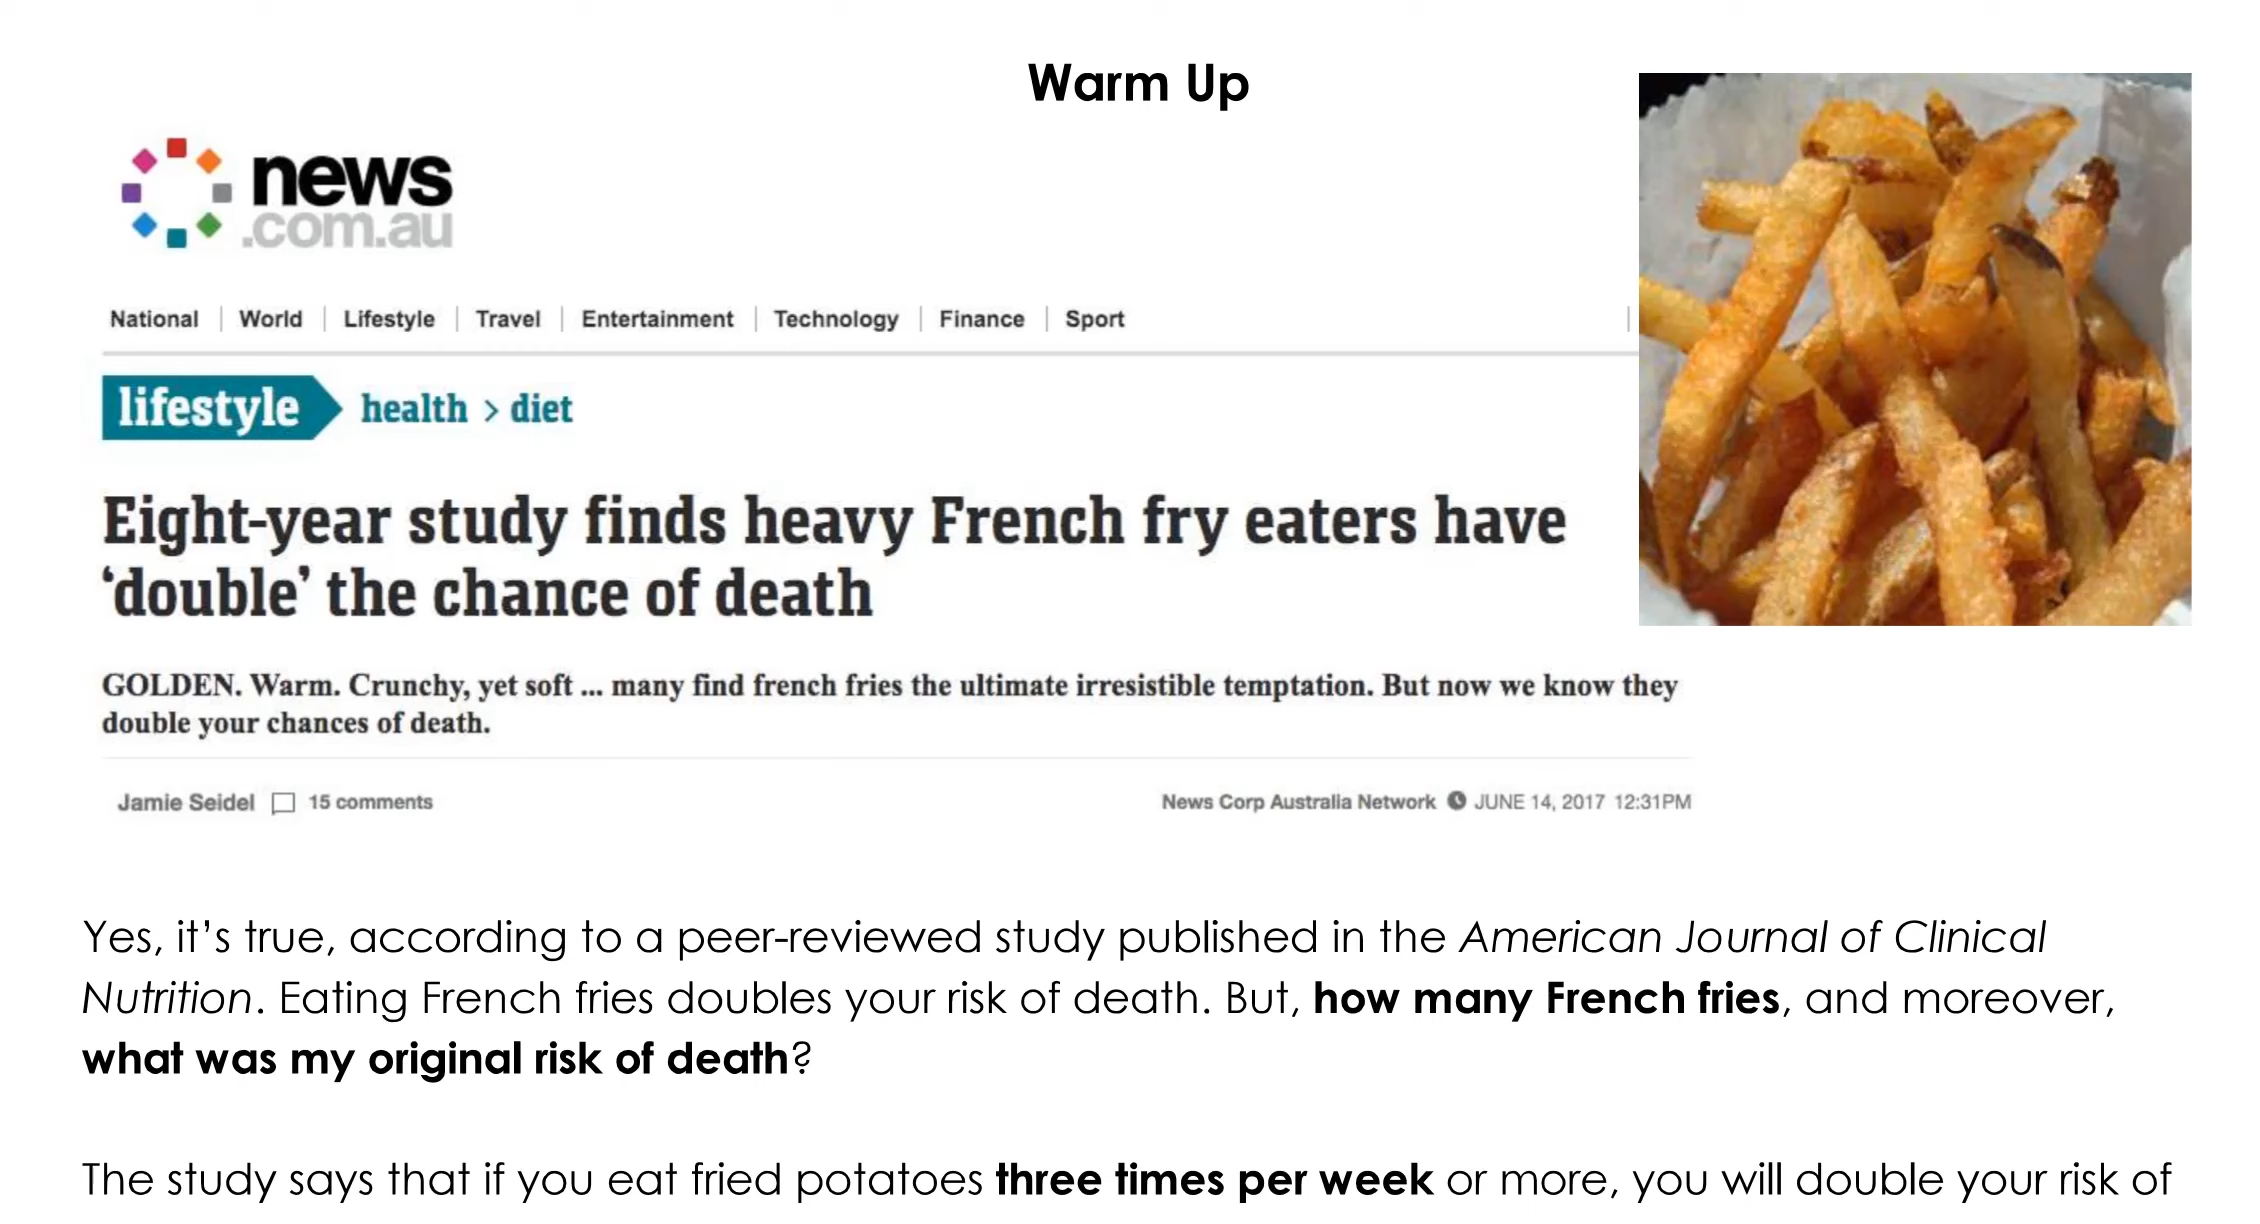 Warm Up
news
.com.au
National | World | Lifestyle | Travel | Entertainment | Technology | Finance | Sport |
lifestyle health > diet
Eight-year study finds heavy French fry eaters have
‘double’ the chance of death
GOLDEN. Warm. Crunchy, yet soft ... many find french fries the ultimate irresistible temptation. But now we know they
double your chances of death.
Jamie Seidel 15 comments News Corp Australia Network JUNE 14, 2017 12:31PM
Yes, it’s true, according to a peer-reviewed study published in the American Journal of Clinical
Nutrition. Eating French fries doubles your risk of death. But, how many French fries, and moreover,
what was my original risk of death?
The study says that if you eat fried potatoes three times per week or more, you will double your risk of